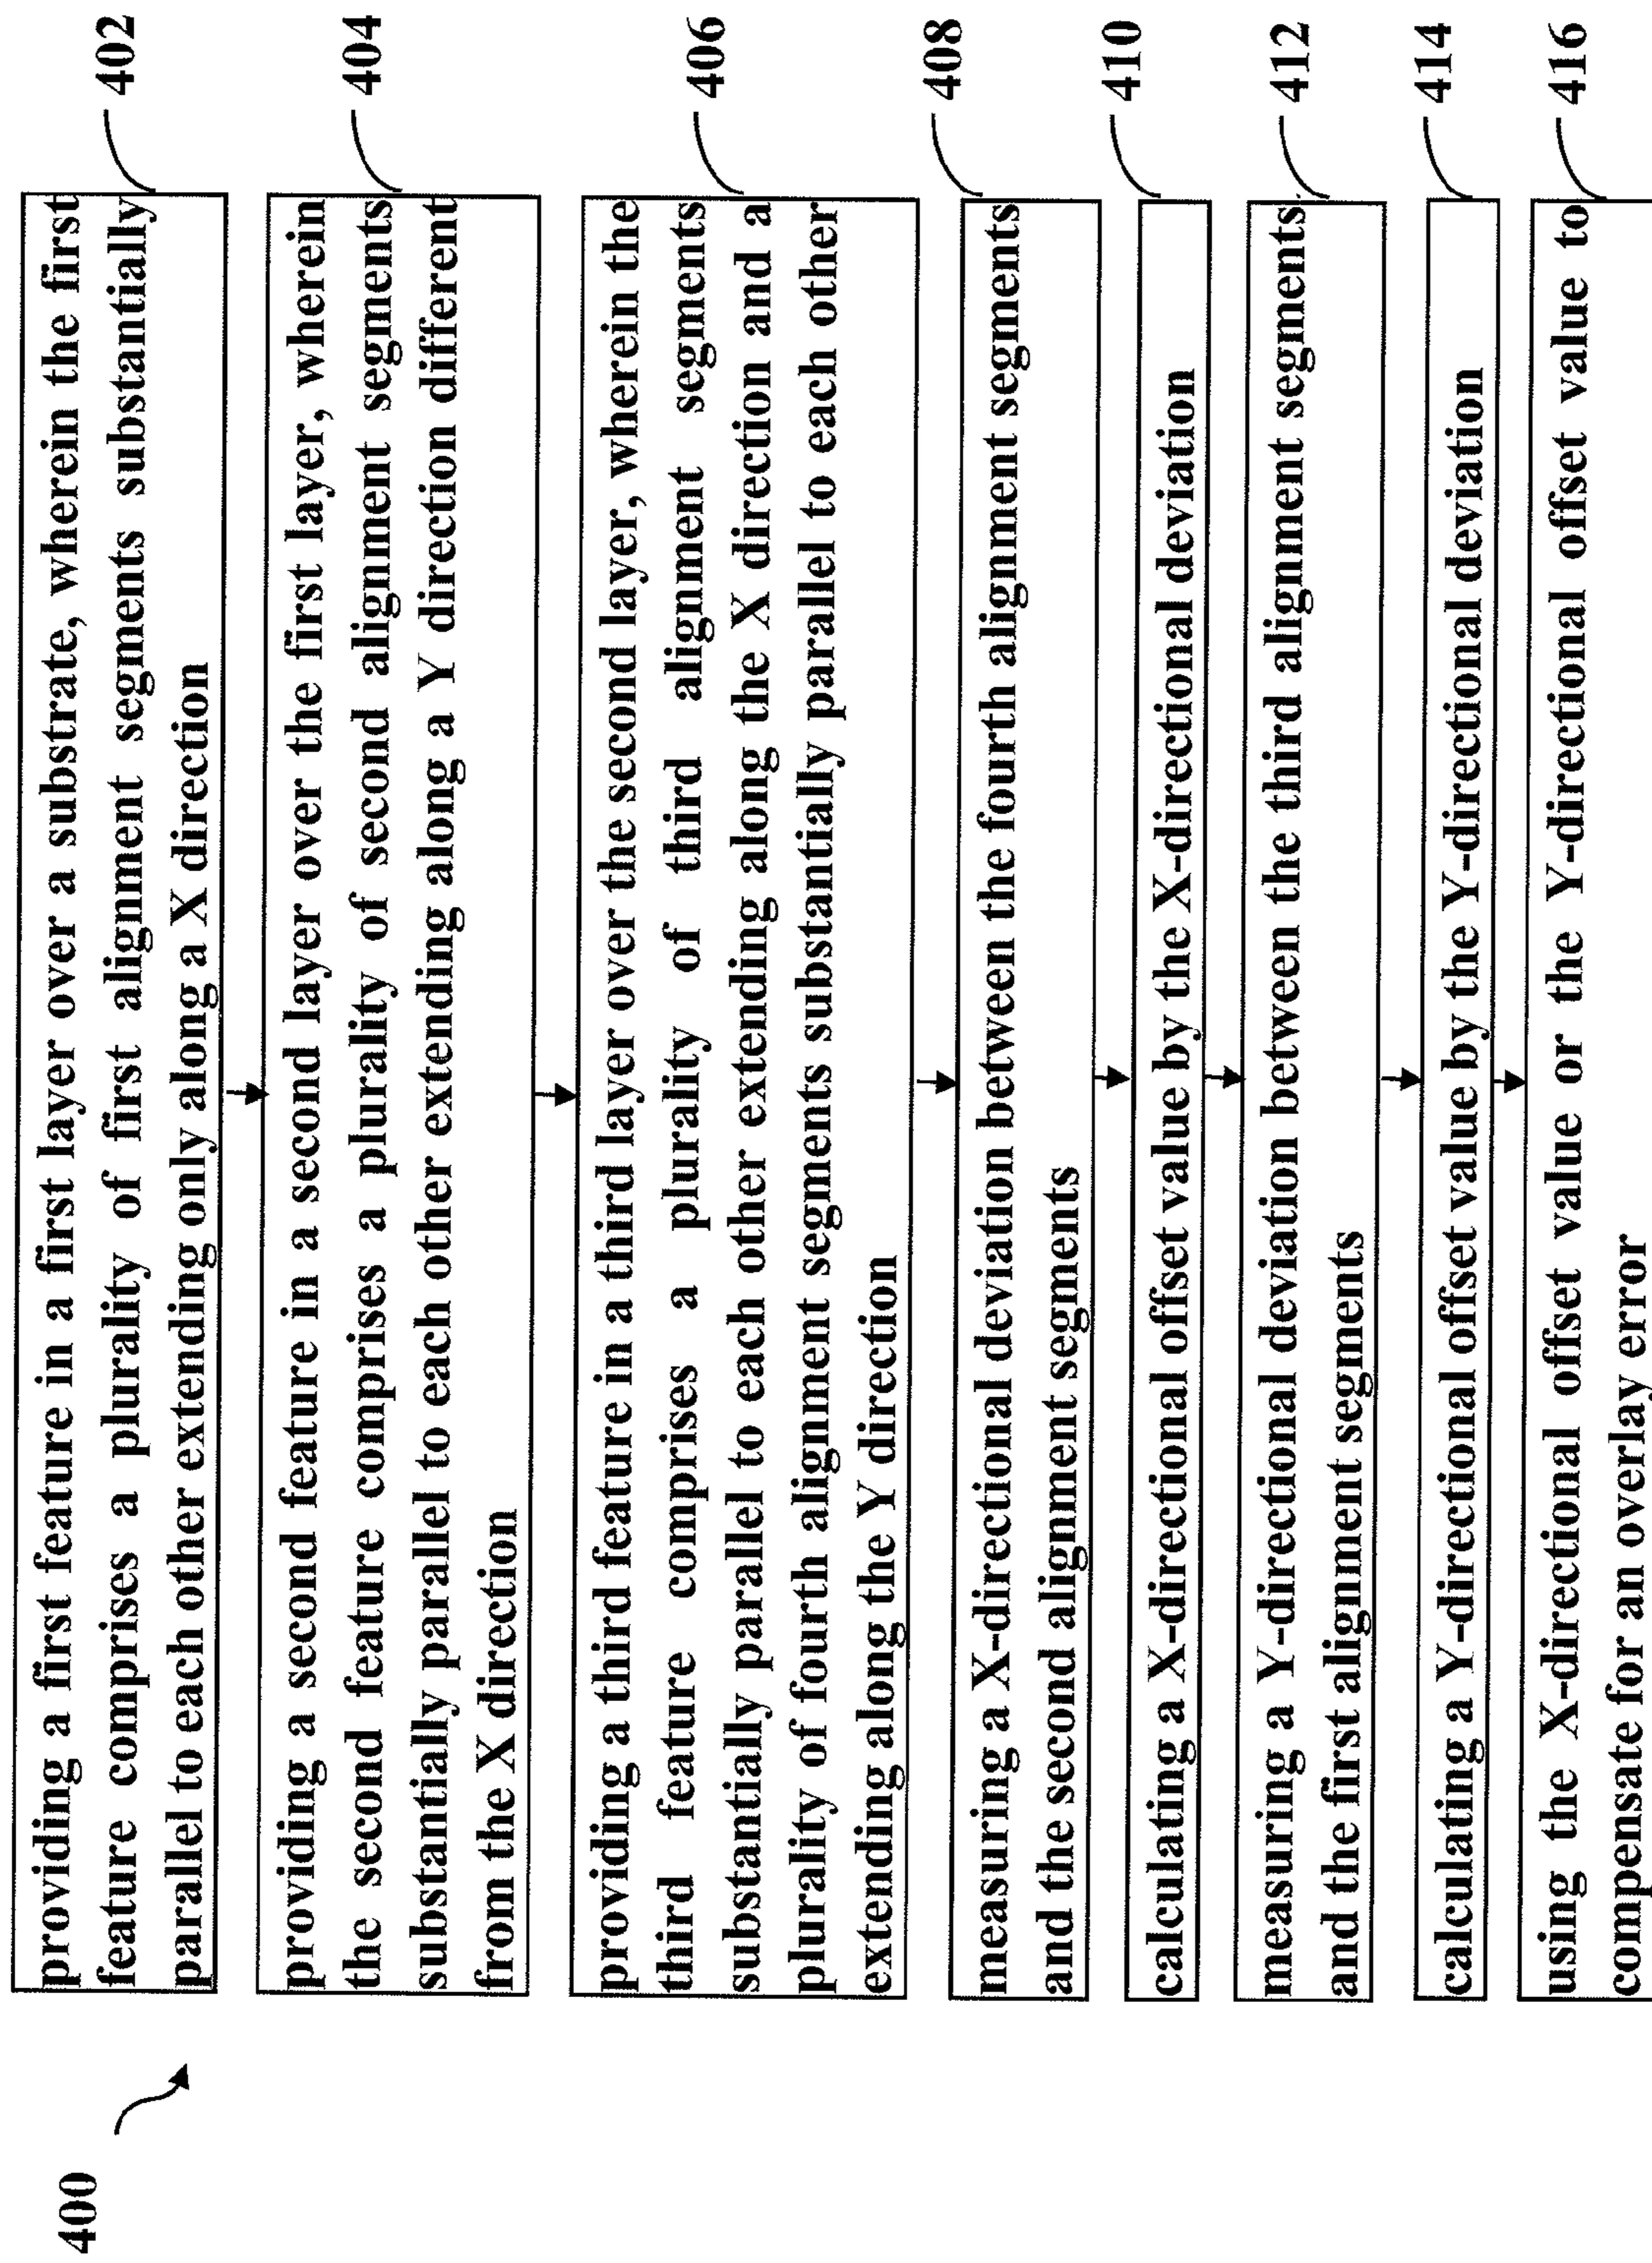 400
providing a first feature in a first layer over a substrate, wherein the first
feature comprises a plurality of first alignment segments substantially
parallel to each other extending only along a X direction
402
providing a second feature in a second layer over the first layer, wherein
the second feature comprises a plurality of second alignment segments
substantially parallel to each other extending along a Y direction different
from the X direction
404
providing a third feature in a third layer over the second layer, wherein the
third feature comprises a plurality of third alignment segments
substantially parallel to each other extending along the X direction and a
plurality of fourth alignment segments substantially parallel to each other
extending along the Y direction
406
measuring a X-directional deviation between the fourth alignment segments
and the second alignment segments
408
calculating a X-directional offset value by the X-directional deviation
410
measuring a Y-directional deviation between the third alignment segments
and the first alignment segments
412
calculating a Y-directional offset value by the Y-directional deviation
414
using the X-directional offset value or the Y-directional offset value to
compensate for an overlay error
416